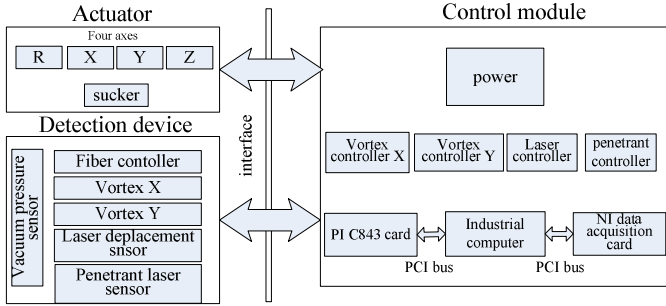 Actuator
Four axes
R X Y Z
sucker
Detection device
Vacuum pressure
sensor
Fiber contoller
Vortex X
Vortex Y
Laser deplacement
snsor
Penetrant laser
sensor
interface
Control module
power
Vortex
controller X
Vortex
controller Y
Laser
controller
penetrant
controller
PI C843 card
Industrial
computer
NI data
acquisition
card
PCI bus
PCI bus